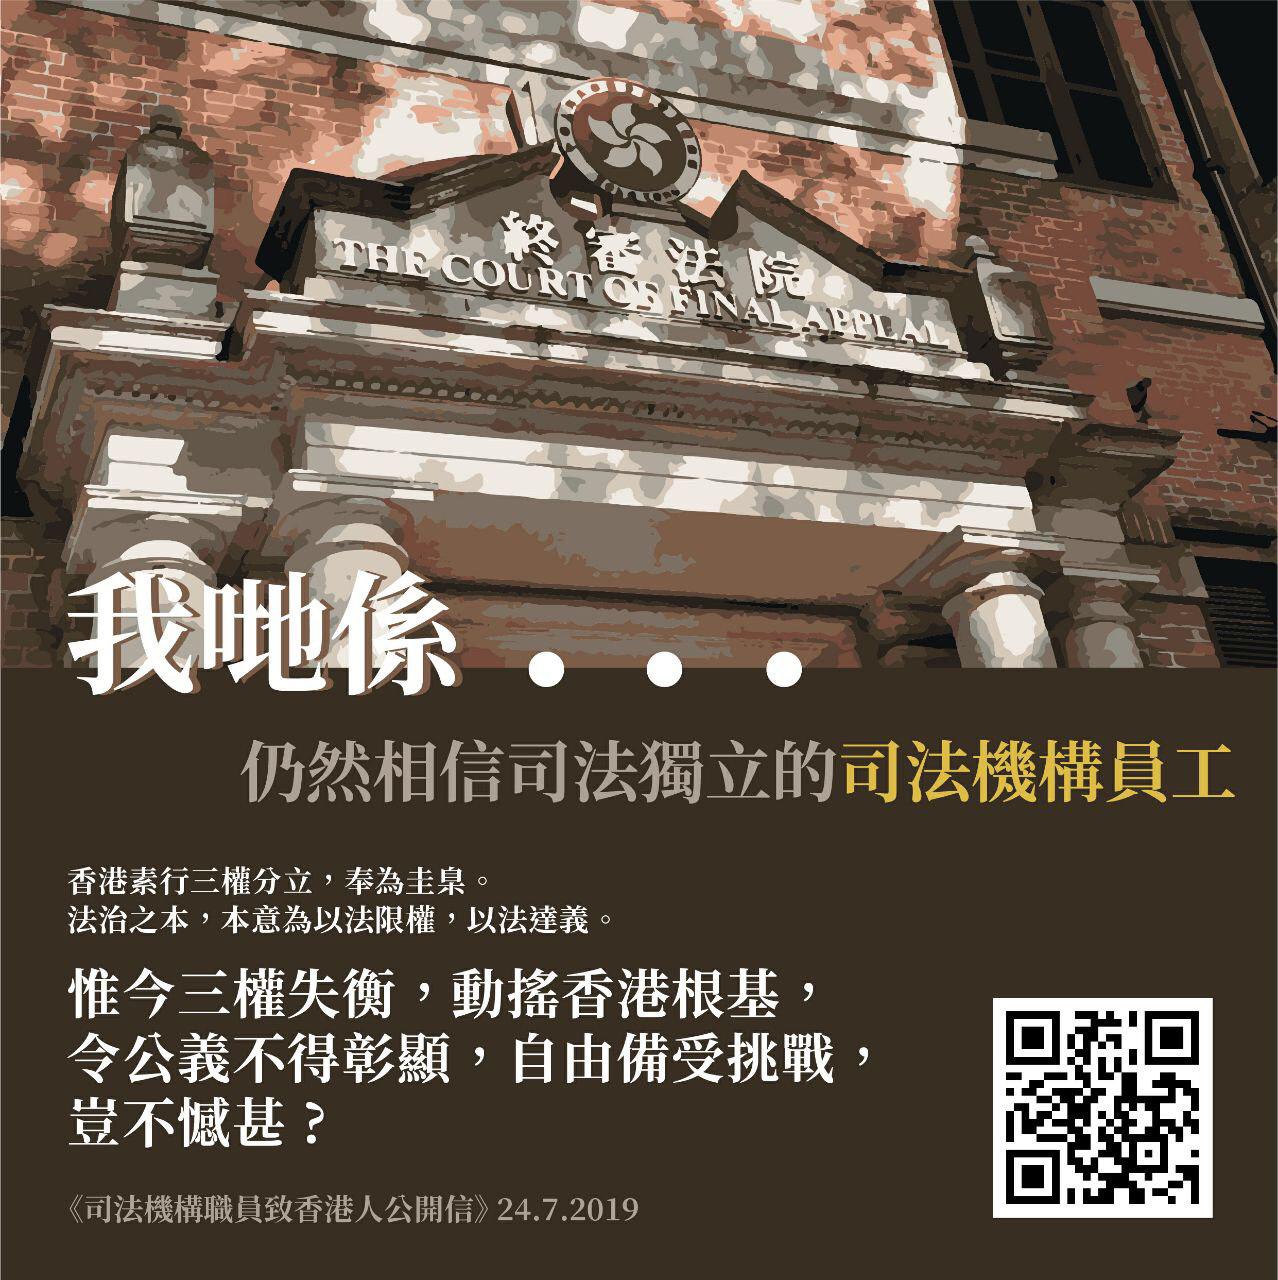 終審法院
THE COURT OF FINAL APPEAL
我哋係...
仍然相信司法獨立的司法機構員工
香港素行三權分立，奉為圭臬。
法治之本，本意為以法限權，以法達義。
惟今三權失衡，動搖香港根基，
令公義不得彰顯，自由備受挑戰，
豈不憾甚？
《司法機構職員致香港人公開信》24.7.2019